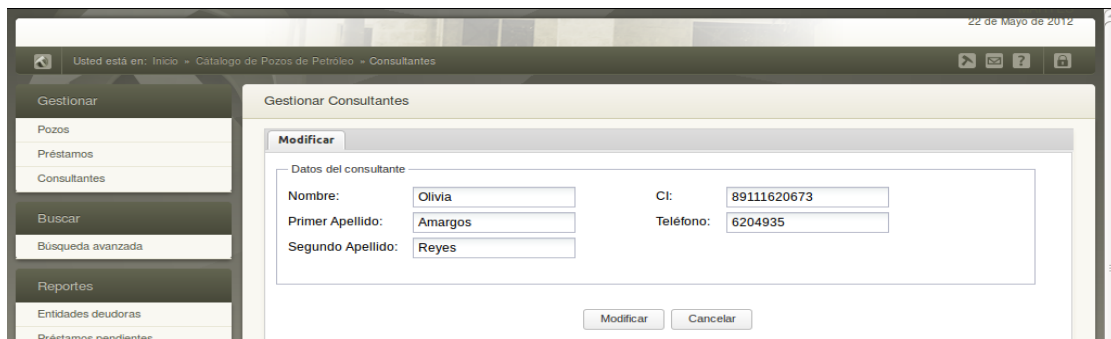 22 de Mayo de 2012
Usted está en: Inicio » Catalogo de Pozos de Petróleo » Consultantes
Gestionar
Pozos
Préstamos
Consultantes
Buscar
Búsqueda avanzada
Reportes
Entidades deudoras
Préstamos pendientes
Gestionar Consultantes
Modificar
Datos del consultante
Nombre: Olivia CI: 89111620673
Primer Apellido: Amargos Teléfono: 6204935
Segundo Apellido: Reyes
Modificar Cancelar